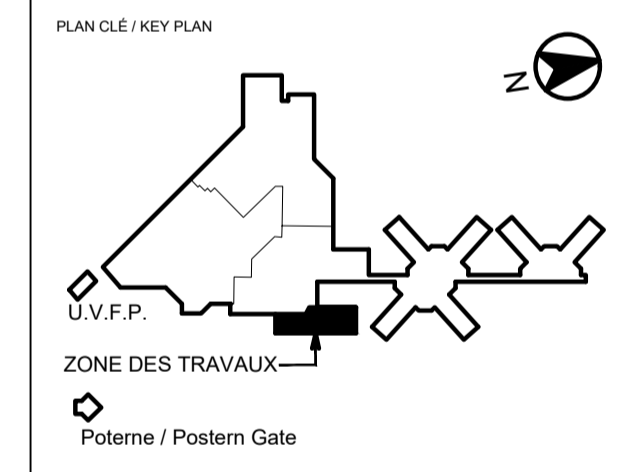 PLAN CLÉ / KEY PLAN
N
U.V.F.P.
ZONE DES TRAVAUX
Poterne / Postern Gate